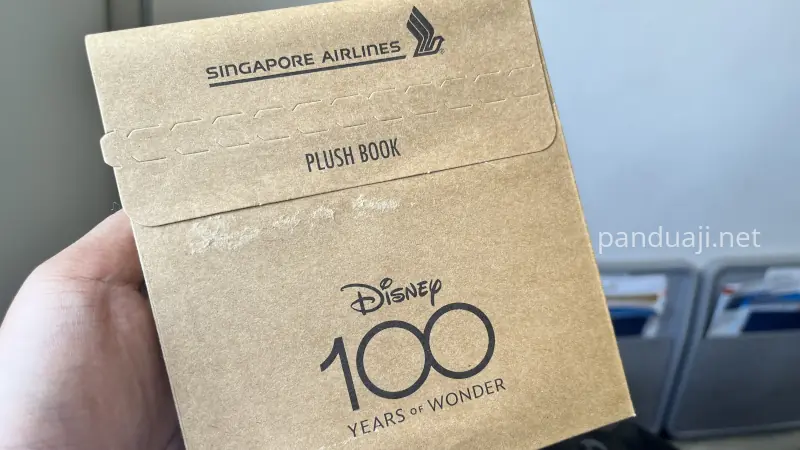 SINGAPORE AIRLINES
PLUSH BOOK
panduaji.net
Disney
100
YEARS OF WONDER